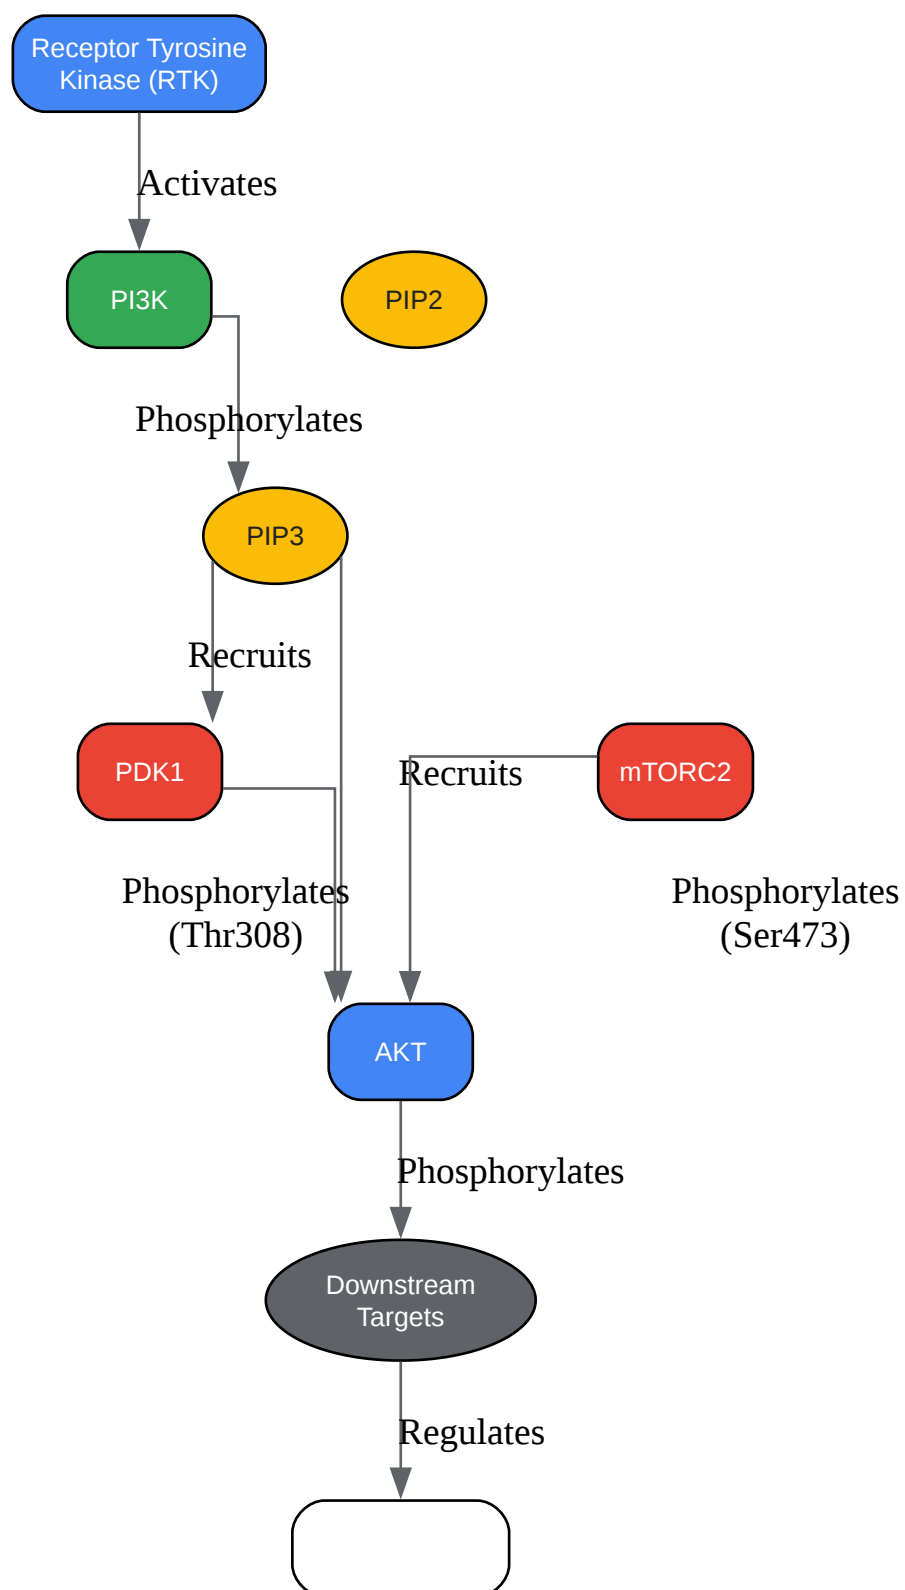 Receptor Tyrosine
Kinase (RTK)
Activates
PI3K
PIP2
Phosphorylates
PIP3
Recruits
PDK1
Recruits
mTORC2
Phosphorylates
(Thr308)
Phosphorylates
(Ser473)
AKT
Phosphorylates
Downstream
Targets
Regulates